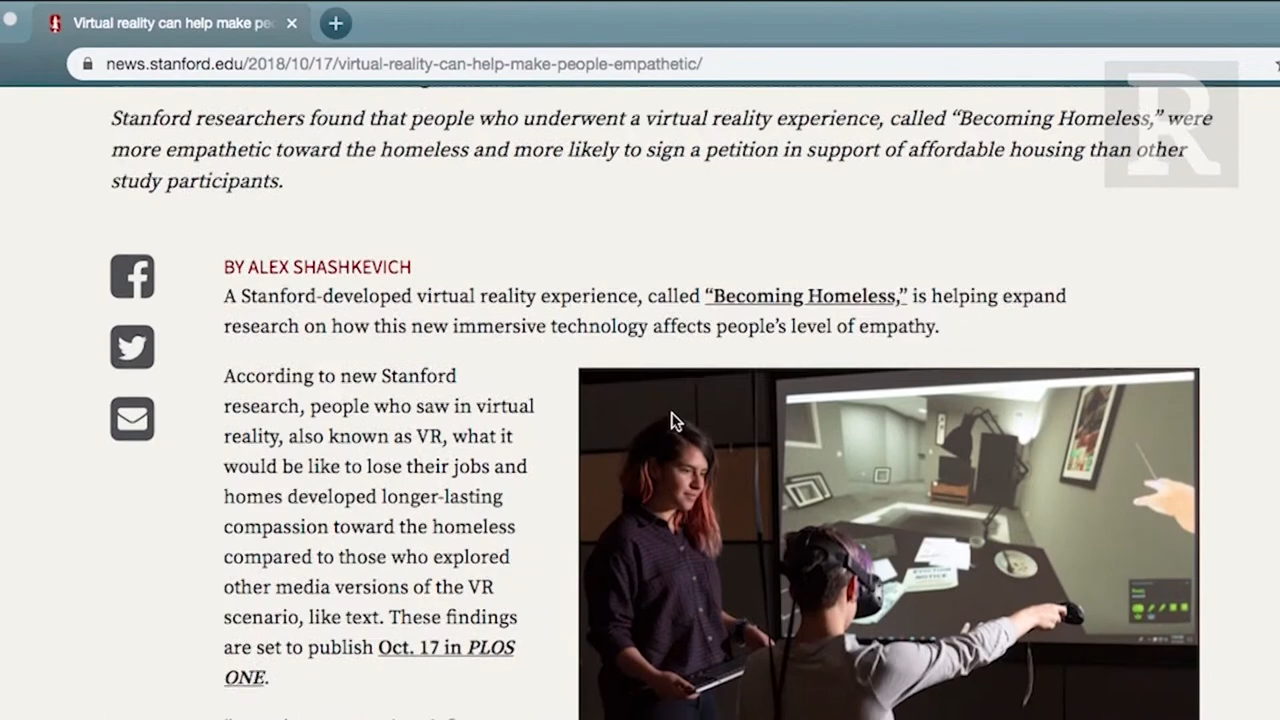 Virtual reality can help make pe
news.stanford.edu/2018/10/17/virtual-reality-can-help-make-people-empathetic/
R
Stanford researchers found that people who underwent a virtual reality experience, called “Becoming Homeless,” were
more empathetic toward the homeless and more likely to sign a petition in support of affordable housing than other
study participants.
BY ALEX SHASHKEVICH
A Stanford-developed virtual reality experience, called “Becoming Homeless,” is helping expand
research on how this new immersive technology affects people’s level of empathy.
According to new Stanford
research, people who saw in virtual
reality, also known as VR, what it
would be like to lose their jobs and
homes developed longer-lasting
compassion toward the homeless
compared to those who explored
other media versions of the VR
scenario, like text. These findings
are set to publish Oct. 17 in PLOS
ONE.
EVICTION NOTICE